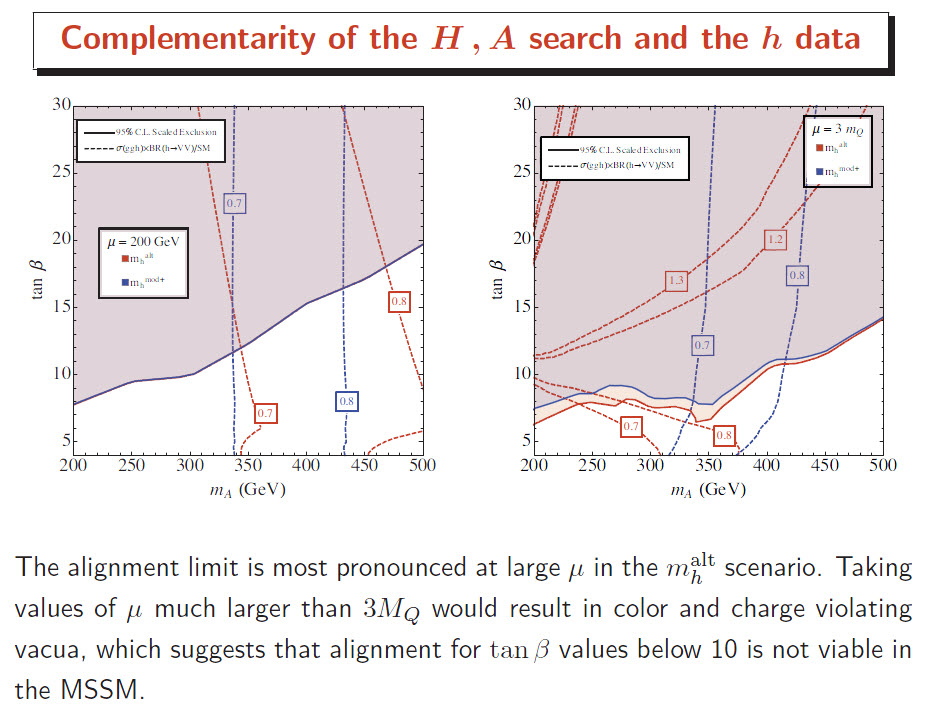 Complementarity of the H, A search and the h data
30
25
20
15
10
5
tan β
95% C.L. Scaled Exclusion
σ(ggh)×BR(h→VV)/SM
μ = 200 GeV
m_h^alt
m_h^mod+
0.7
0.8
0.8
0.7
200 250 300 350 400 450 500
m_A (GeV)
30
25
20
15
10
5
tan β
95% C.L. Scaled Exclusion
σ(ggh)×BR(h→VV)/SM
μ = 3 m_Q
m_h^alt
m_h^mod+
1.2
1.3
0.8
0.7
0.7
0.8
200 250 300 350 400 450 500
m_A (GeV)
The alignment limit is most pronounced at large μ in the m_h^alt scenario. Taking
values of μ much larger than 3M_Q would result in color and charge violating
vacua, which suggests that alignment for tan β values below 10 is not viable in
the MSSM.